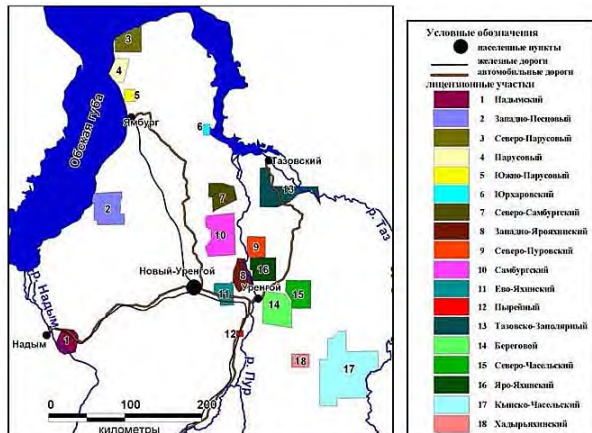 3
4
5
Ямбург
6
Обская губа
Тазовский
13
2
7
р. Таз
10
9
Новый-Уренгой
8
16
р. Надым
11
Уренгой
14
15
Надым
1
12
р. Пур
18
17
0 100 200
километры
Условные обозначения
населенные пункты
железные дороги
автомобильные дороги
лицензионные участки
1 Надымский
2 Западно-Песцовый
3 Северо-Парусовый
4 Парусовый
5 Южно-Парусовый
6 Юрхаровский
7 Северо-Самбургский
8 Западно-Ярояхинский
9 Северо-Пуровский
10 Самбургский
11 Ево-Яхинский
12 Пырейный
13 Тазовско-Заполярный
14 Береговой
15 Северо-Часельский
16 Яро-Яхинский
17 Кынско-Часельский
18 Хадырьяхинский